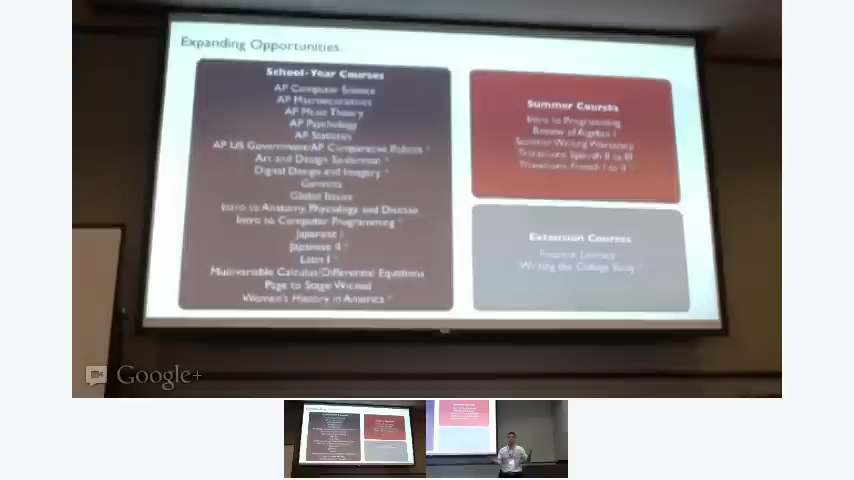 Expanding Opportunities
School-Year Courses
AP Computer Science
AP Macroeconomics
AP Music Theory
AP Psychology
AP Statistics
AP US Government/AP Comparative Politics *
Art and Design Sculpture *
Digital Design and Imagery *
Genetics
Global Issues
Intro to Anatomy, Physiology and Disease
Intro to Computer Programming *
Japanese I
Japanese II *
Latin I *
Multivariable Calculus/Differential Equations
Page to Stage Wicked
Women's History in America *
Summer Courses
Intro to Programming
Review of Algebra I
Summer Writing Workshop
Transitions Spanish II to III
Transitions French I to II *
Extension Courses
Financial Literacy
Writing the College Essay *
Google+